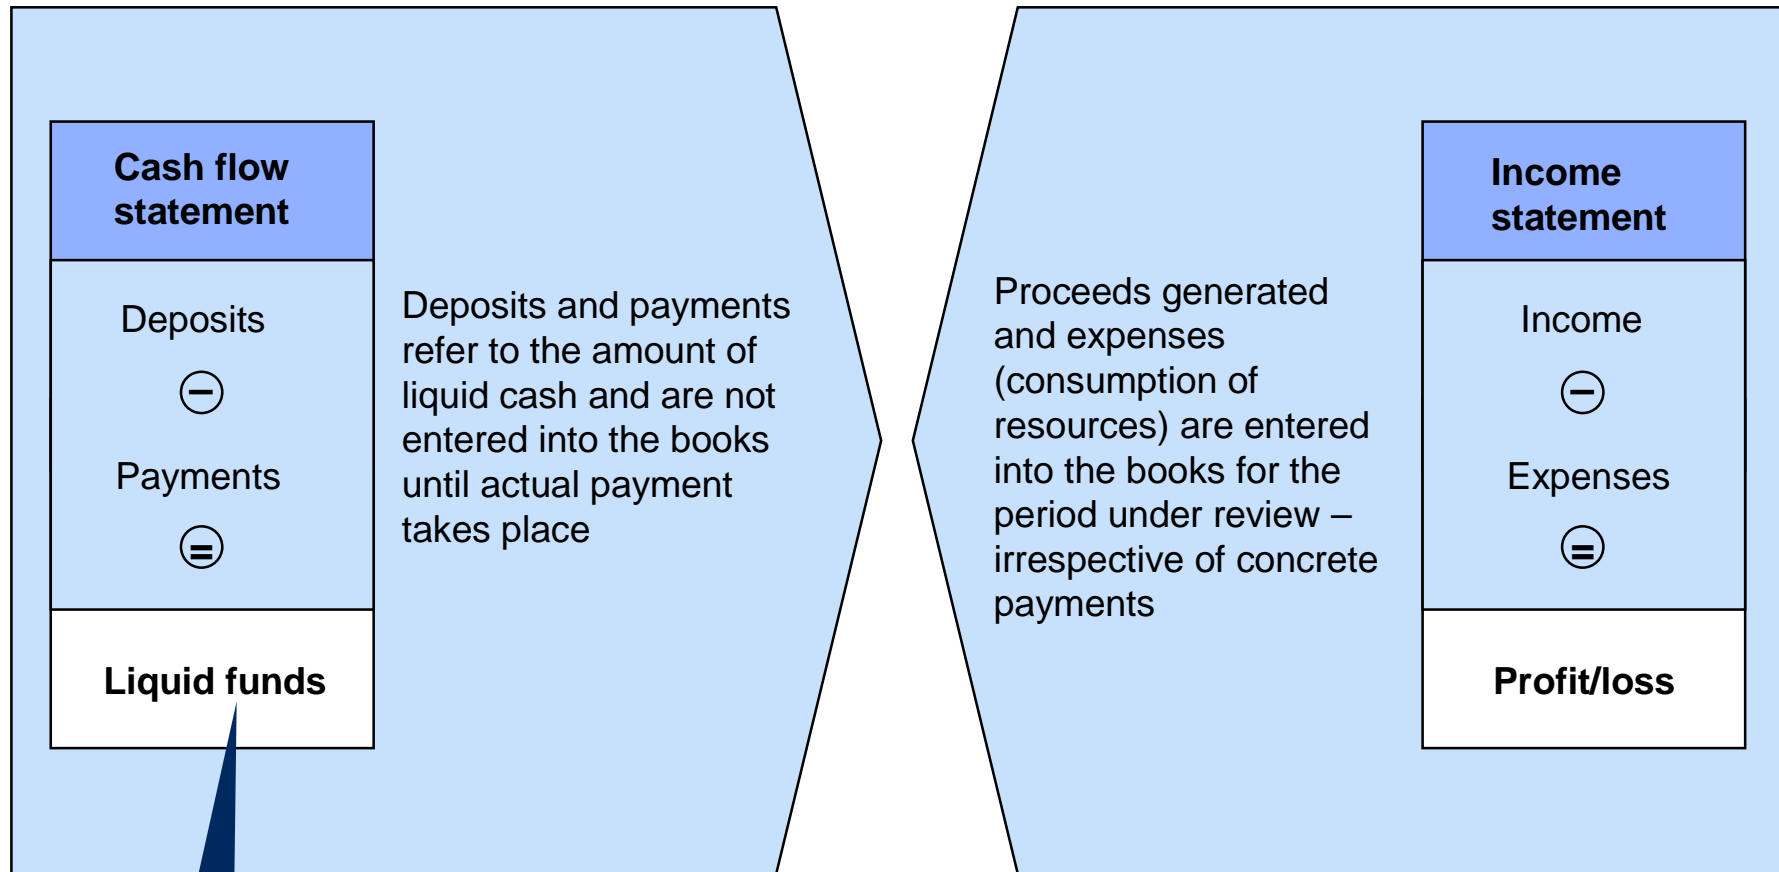 Cash flow
statement
Deposits
−
Payments
=
Liquid funds
Deposits and payments
refer to the amount of
liquid cash and are not
entered into the books
until actual payment
takes place
Proceeds generated
and expenses
(consumption of
resources) are entered
into the books for the
period under review –
irrespective of concrete
payments
Income
statement
Income
−
Expenses
=
Profit/loss